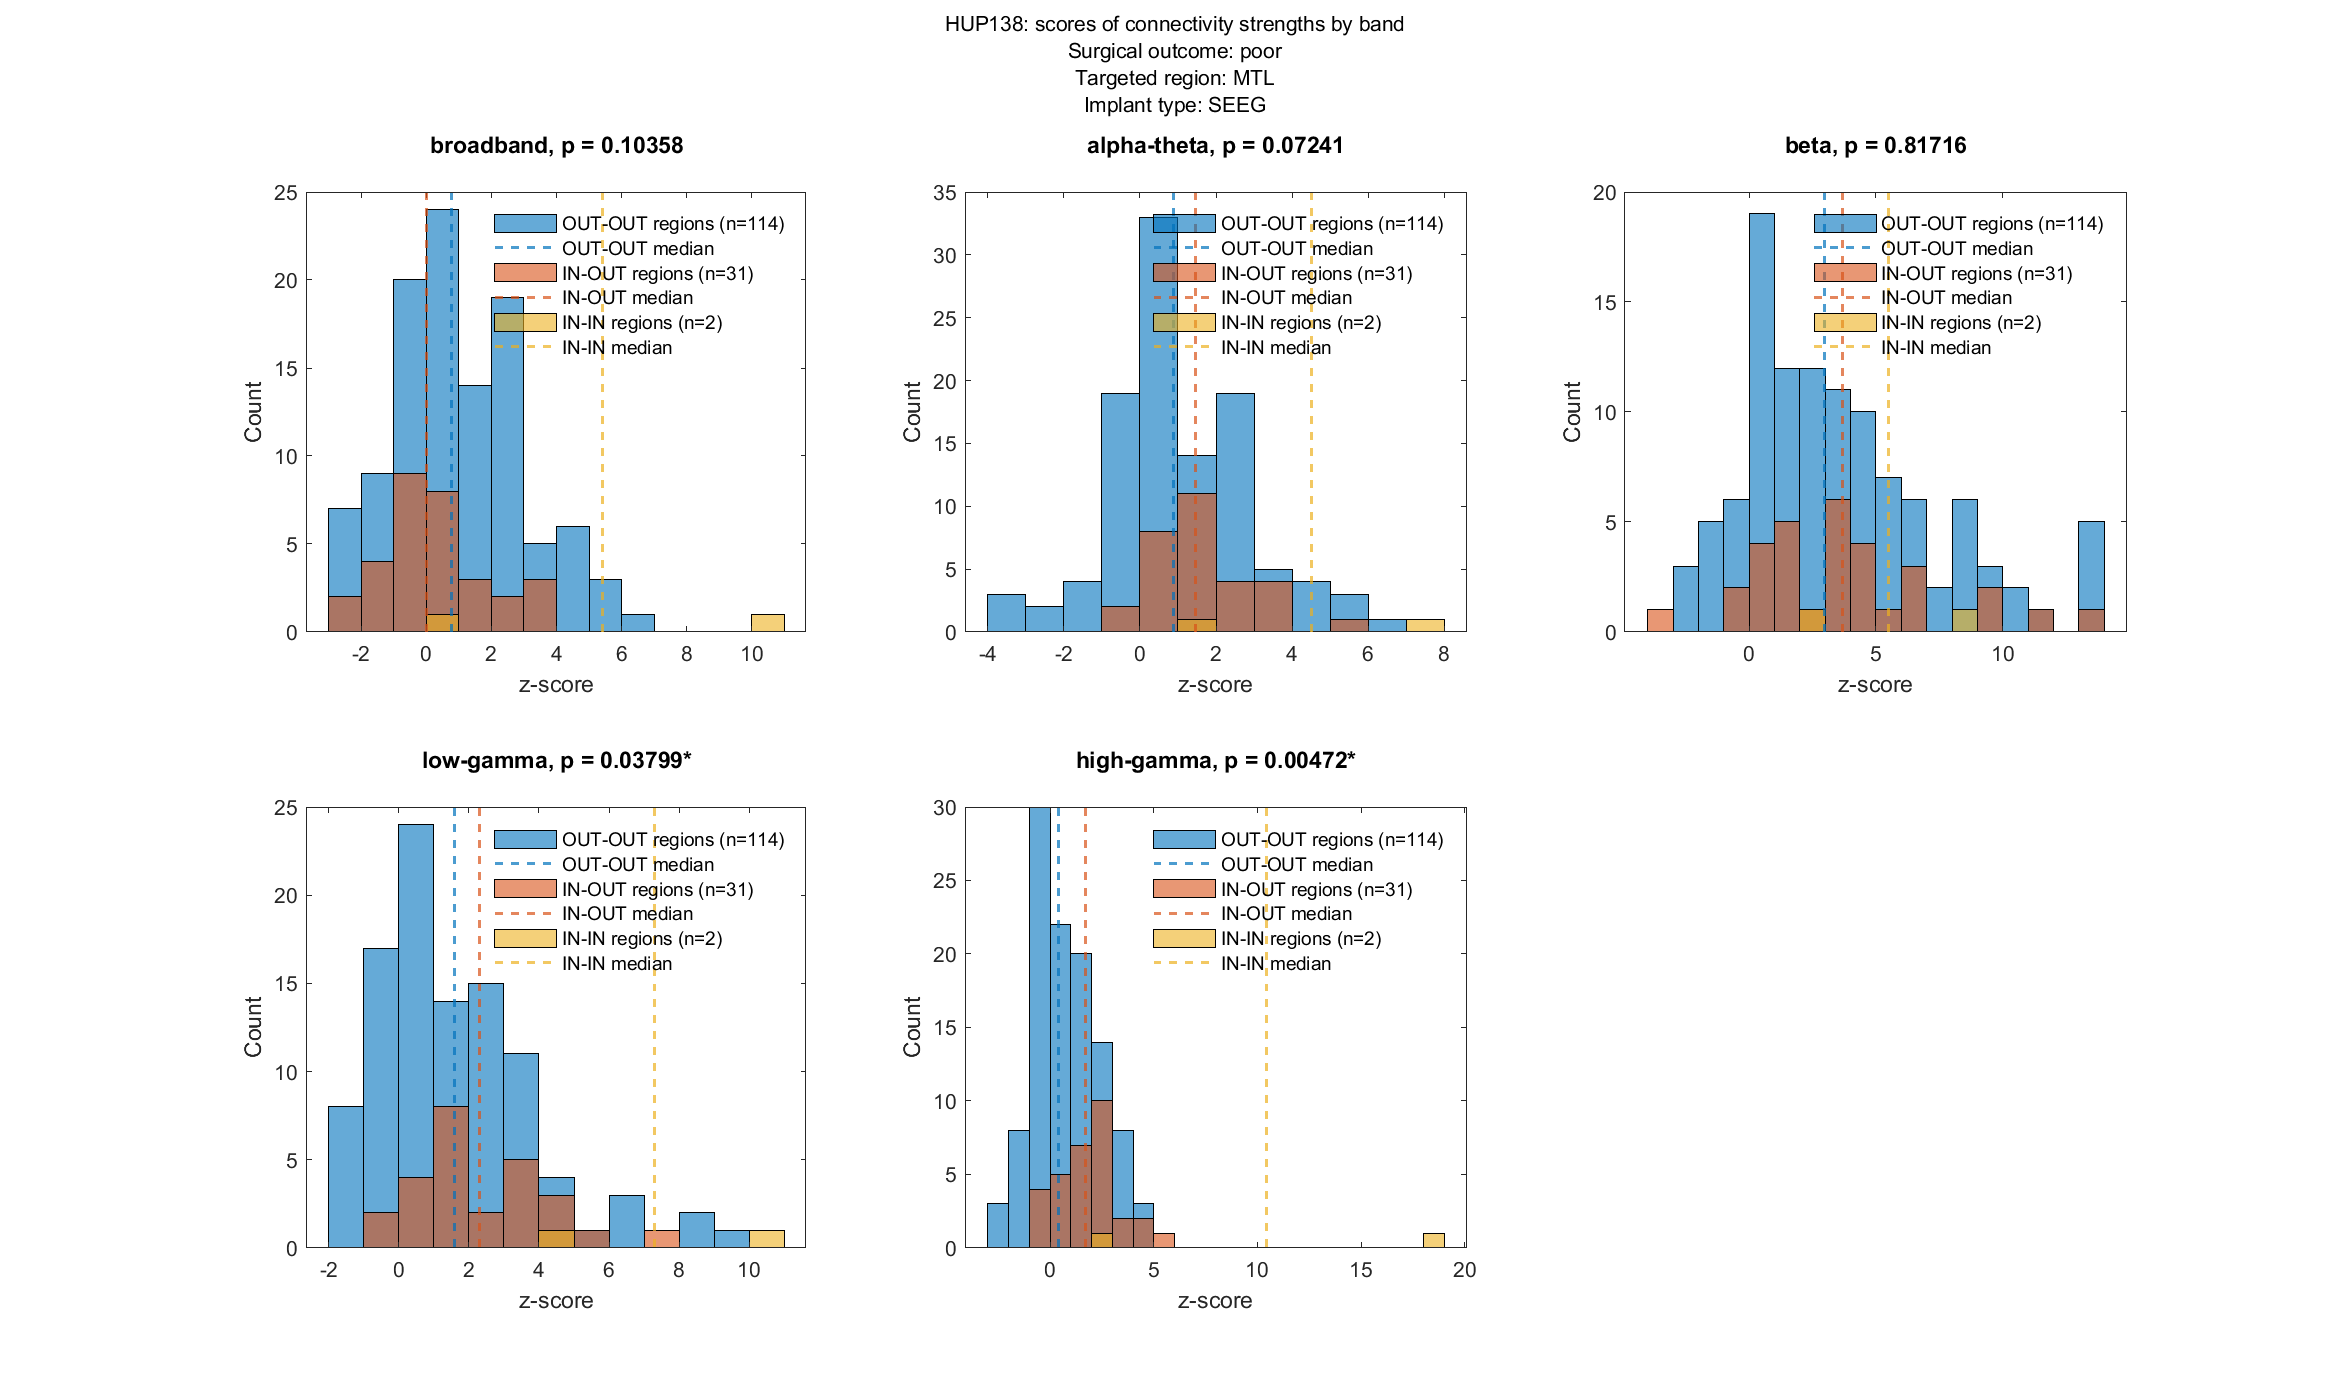 HUP138: scores of connectivity strengths by band
Surgical outcome: poor
Targeted region: MTL
Implant type: SEEG
broadband, p = 0.10358
25
20
15
10
5
0
Count
-2 0 2 4 6 8 10
z-score
OUT-OUT regions (n=114)
OUT-OUT median
IN-OUT regions (n=31)
IN-OUT median
IN-IN regions (n=2)
IN-IN median
alpha-theta, p = 0.07241
35
30
25
20
15
10
5
0
Count
-4 -2 0 2 4 6 8
z-score
OUT-OUT regions (n=114)
OUT-OUT median
IN-OUT regions (n=31)
IN-OUT median
IN-IN regions (n=2)
IN-IN median
beta, p = 0.81716
20
15
10
5
0
Count
0 5 10
z-score
OUT-OUT regions (n=114)
OUT-OUT median
IN-OUT regions (n=31)
IN-OUT median
IN-IN regions (n=2)
IN-IN median
low-gamma, p = 0.03799*
25
20
15
10
5
0
Count
-2 0 2 4 6 8 10
z-score
OUT-OUT regions (n=114)
OUT-OUT median
IN-OUT regions (n=31)
IN-OUT median
IN-IN regions (n=2)
IN-IN median
high-gamma, p = 0.00472*
30
25
20
15
10
5
0
Count
0 5 10 15 20
z-score
OUT-OUT regions (n=114)
OUT-OUT median
IN-OUT regions (n=31)
IN-OUT median
IN-IN regions (n=2)
IN-IN median